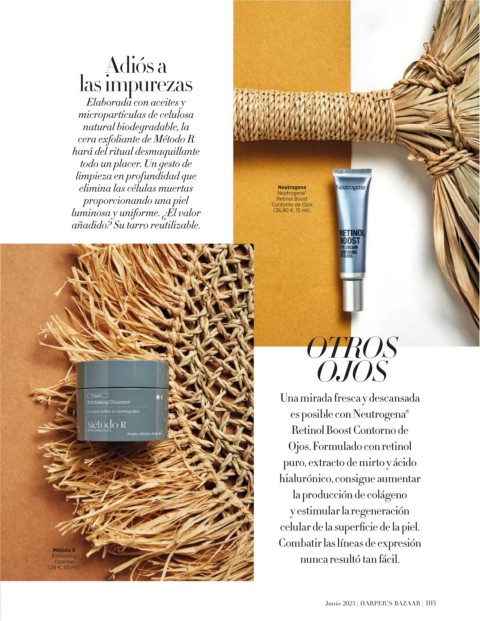 Adiós a
las impurezas
Elaborada con aceites y
micropartículas de celulosa
natural biodegradable, la
cera exfoliante de Método R
hará del ritual desmaquillante
todo un placer. Un gesto de
limpieza en profundidad que
elimina las células muertas
proporcionando una piel
luminosa y uniforme. ¿El valor
añadido? Su tarro reutilizable.
Neutrogena
Neutrogena®
Retinol Boost
Contorno de Ojos
(36,90 €, 15 ml).
Neutrogena
RETINOL
BOOST
Método R
OTROS
OJOS
Una mirada fresca y descansada
es posible con Neutrogena®
Retinol Boost Contorno de
Ojos. Formulado con retinol
puro, extracto de mirto y ácido
hialurónico, consigue aumentar
la producción de colágeno
y estimular la regeneración
celular de la superficie de la piel.
Combatir las líneas de expresión
nunca resultó tan fácil.
Método R
Exfoliating
Cleanser
Junio 2023 | HARPER'S BAZAAR | 103